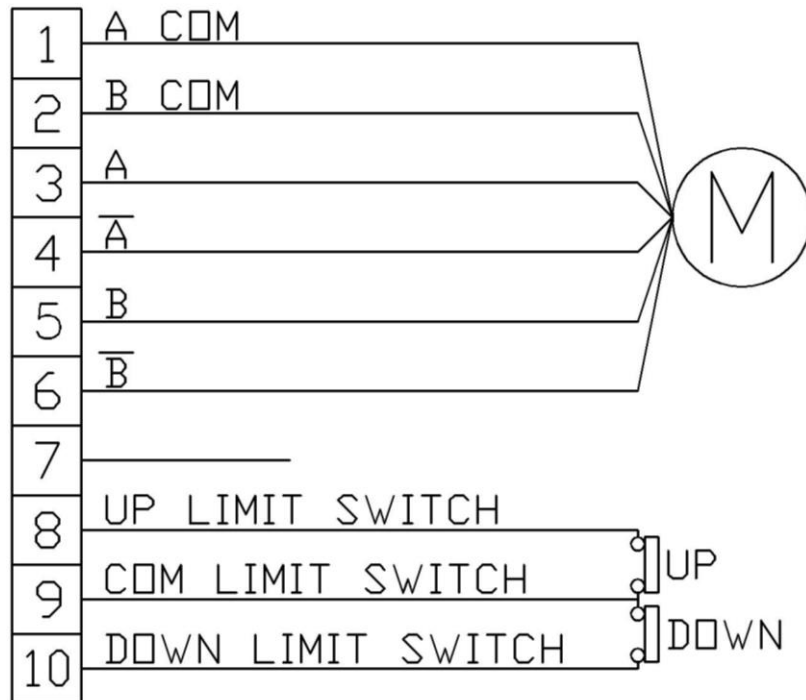 1 A COM
2 B COM
3 A
4 A̅
5 B
6 B̅
M
7
8 UP LIMIT SWITCH
UP
9 COM LIMIT SWITCH
DOWN
10 DOWN LIMIT SWITCH